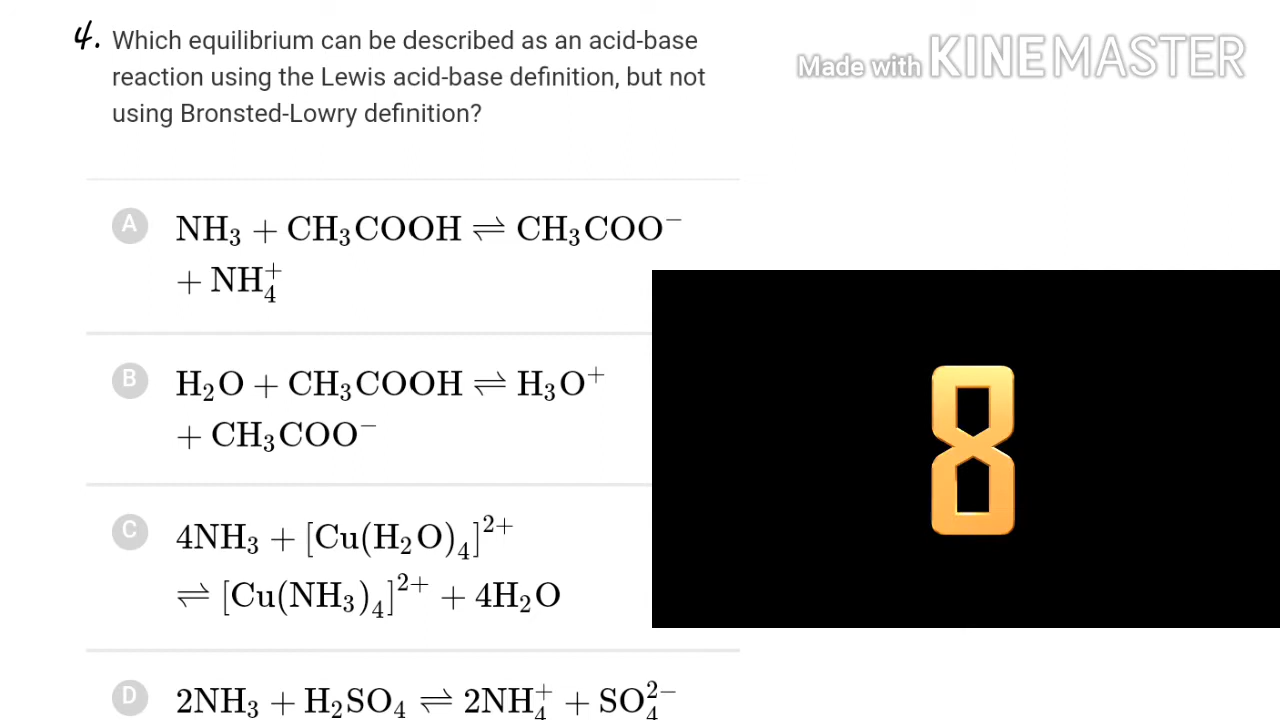 4. Which equilibrium can be described as an acid-base
reaction using the Lewis acid-base definition, but not
using Bronsted-Lowry definition?
Made with KINEMASTER
A NH₃ + CH₃COOH ⇌ CH₃COO⁻
+ NH₄⁺
B H₂O + CH₃COOH ⇌ H₃O⁺
+ CH₃COO⁻
C 4NH₃ + [Cu(H₂O)₄]²⁺
⇌ [Cu(NH₃)₄]²⁺ + 4H₂O
D 2NH₃ + H₂SO₄ ⇌ 2NH₄⁺ + SO₄²⁻
8